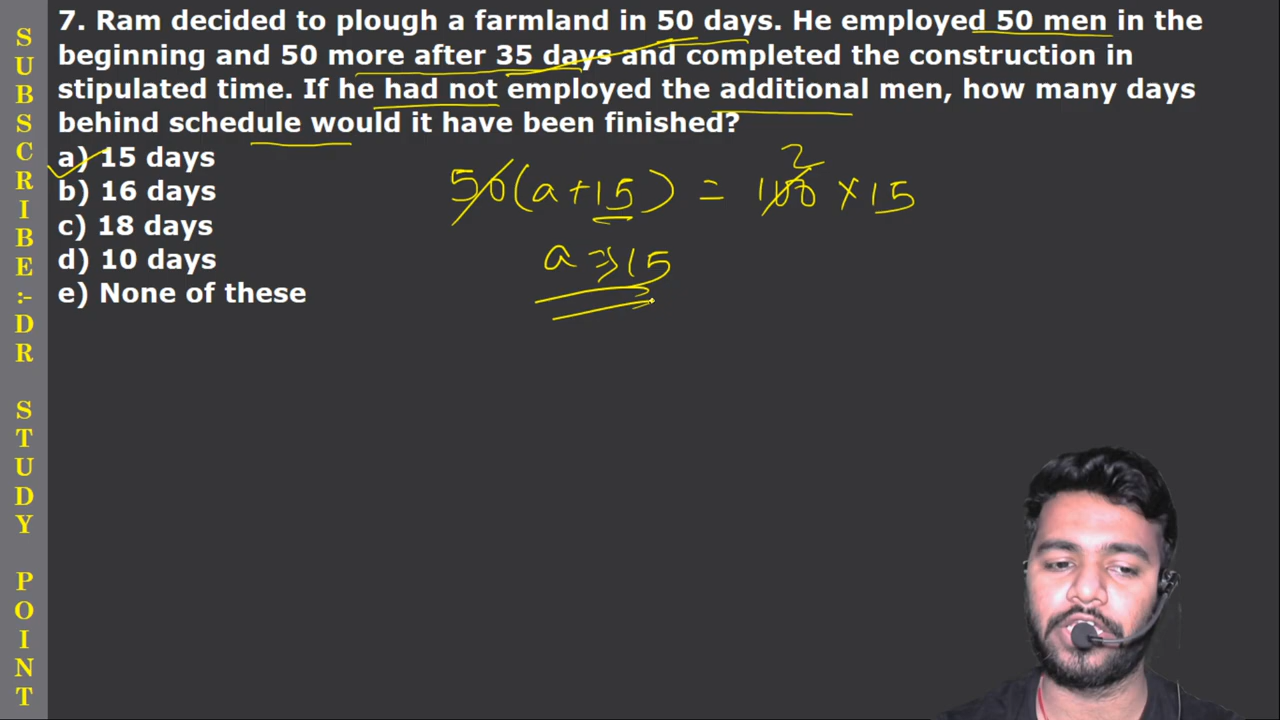 SUBSCRIBE:-DR STUDY POINT
7. Ram decided to plough a farmland in 50 days. He employed 50 men in the
beginning and 50 more after 35 days and completed the construction in
stipulated time. If he had not employed the additional men, how many days
behind schedule would it have been finished?
a) 15 days
b) 16 days
c) 18 days
d) 10 days
e) None of these
2
50(a+15) = 100×15
a ⇒ 15